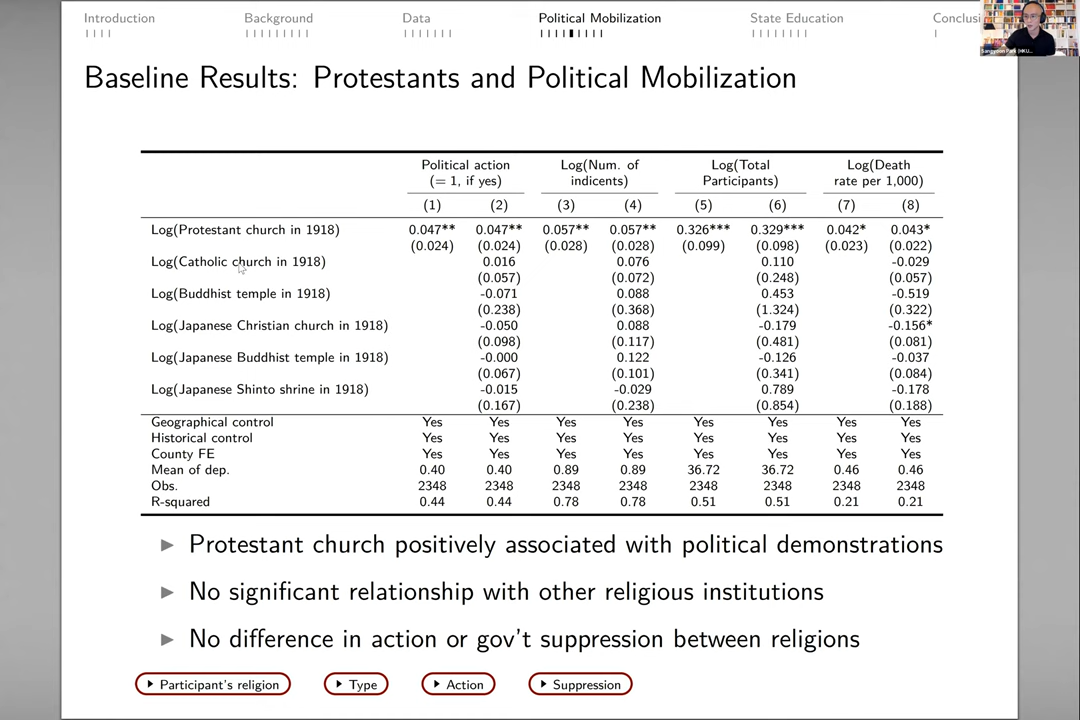 Introduction Background Data Political Mobilization State Education Conclusi
Baseline Results: Protestants and Political Mobilization
Political action Log(Num. of Log(Total Log(Death
(= 1, if yes) indicents) Participants) rate per 1,000)
(1) (2) (3) (4) (5) (6) (7) (8)
Log(Protestant church in 1918) 0.047** 0.047** 0.057** 0.057** 0.326*** 0.329*** 0.042* 0.043*
(0.024) (0.024) (0.028) (0.028) (0.099) (0.098) (0.023) (0.022)
Log(Catholic church in 1918) 0.016 0.076 0.110 -0.029
(0.057) (0.072) (0.248) (0.057)
Log(Buddhist temple in 1918) -0.071 0.088 0.453 -0.519
(0.238) (0.368) (1.324) (0.322)
Log(Japanese Christian church in 1918) -0.050 0.088 -0.179 -0.156*
(0.098) (0.117) (0.481) (0.081)
Log(Japanese Buddhist temple in 1918) -0.000 0.122 -0.126 -0.037
(0.067) (0.101) (0.341) (0.084)
Log(Japanese Shinto shrine in 1918) -0.015 -0.029 0.789 -0.178
(0.167) (0.238) (0.854) (0.188)
Geographical control Yes Yes Yes Yes Yes Yes Yes Yes
Historical control Yes Yes Yes Yes Yes Yes Yes Yes
County FE Yes Yes Yes Yes Yes Yes Yes Yes
Mean of dep. 0.40 0.40 0.89 0.89 36.72 36.72 0.46 0.46
Obs. 2348 2348 2348 2348 2348 2348 2348 2348
R-squared 0.44 0.44 0.78 0.78 0.51 0.51 0.21 0.21
Protestant church positively associated with political demonstrations
No significant relationship with other religious institutions
No difference in action or gov't suppression between religions
Participant's religion Type Action Suppression